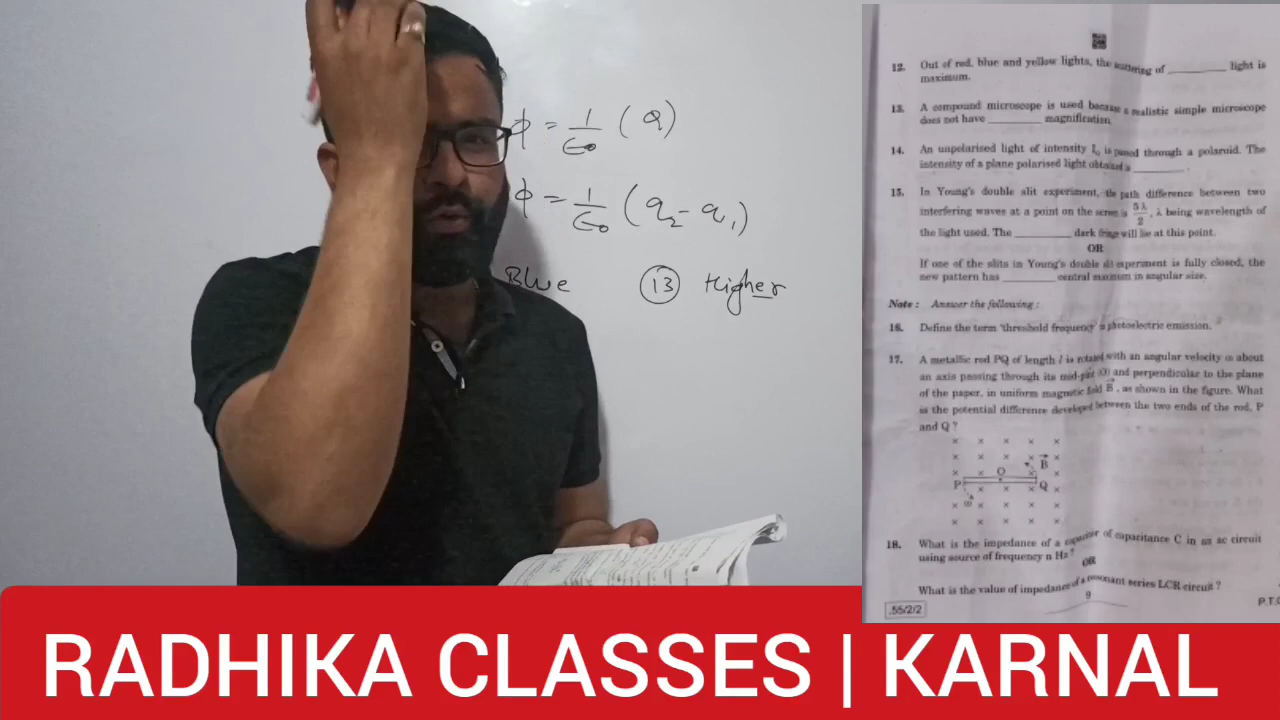 ϕ = 1/ε₀ (Q)
ϕ = 1/ε₀ (q₂ - q₁)
Blue (13) Higher
12. Out of red, blue and yellow lights, the scattering of ________ light is
maximum.
13. A compound microscope is used because a realistic simple microscope
does not have ________ magnification.
14. An unpolarised light of intensity I₀ is passed through a polaroid. The
intensity of a plane polarised light obtained is ________ .
15. In Young's double slit experiment, the path difference between two
interfering waves at a point on the screen is 5λ/2, λ being wavelength of
the light used. The ________ dark fringe will lie at this point.
OR
If one of the slits in Young's double slit experiment is fully closed, the
new pattern has ________ central maximum in angular size.
Note : Answer the following :
16. Define the term 'threshold frequency' in photoelectric emission.
17. A metallic rod PQ of length l is rotated with an angular velocity ω about
an axis passing through its mid-point (O) and perpendicular to the plane
of the paper, in uniform magnetic field B⃗, as shown in the figure. What
is the potential difference developed between the two ends of the rod, P
and Q ?
× × × × ×
× × × × ×
× × O × B⃗ ×
P Q
× × × ×
× ω × × × ×
× × × × ×
18. What is the impedance of a capacitor of capacitance C in an ac circuit
using source of frequency n Hz ?
OR
What is the value of impedance of a resonant series LCR circuit ?
.55/2/2
9
P.T.O
RADHIKA CLASSES | KARNAL